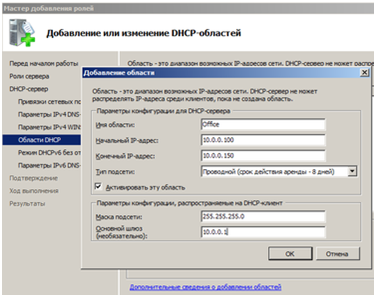 Мастер добавления ролей
Добавление или изменение DHCP-областей
Перед началом работы
Роли сервера
DHCP-сервер
Привязки сетевых по
Параметры IPv4 DNS-
Параметры IPv4 WINS
Области DHCP
Режим DHCPv6 без от
Параметры IPv6 DNS-
Подтверждение
Ход выполнения
Результаты
Область - это диапазон возможных IP-адресов сети. DHCP-сервер не может распре
Добавление области
Область - это диапазон возможных IP-адресов сети. DHCP-сервер не может
распределять IP-адреса среди клиентов, пока не создана область.
Параметры конфигурации для DHCP-сервера
Имя области: Office
Начальный IP-адрес: 10.0.0.100
Конечный IP-адрес: 10.0.0.150
Тип подсети: Проводной (срок действия аренды - 8 дней)
Активировать эту область
Параметры конфигурации, распространяемые на DHCP-клиент
Маска подсети: 255.255.255.0
Основной шлюз
(необязательно): 10.0.0.1
OK Отмена
Дополнительные сведения о добавлении областей